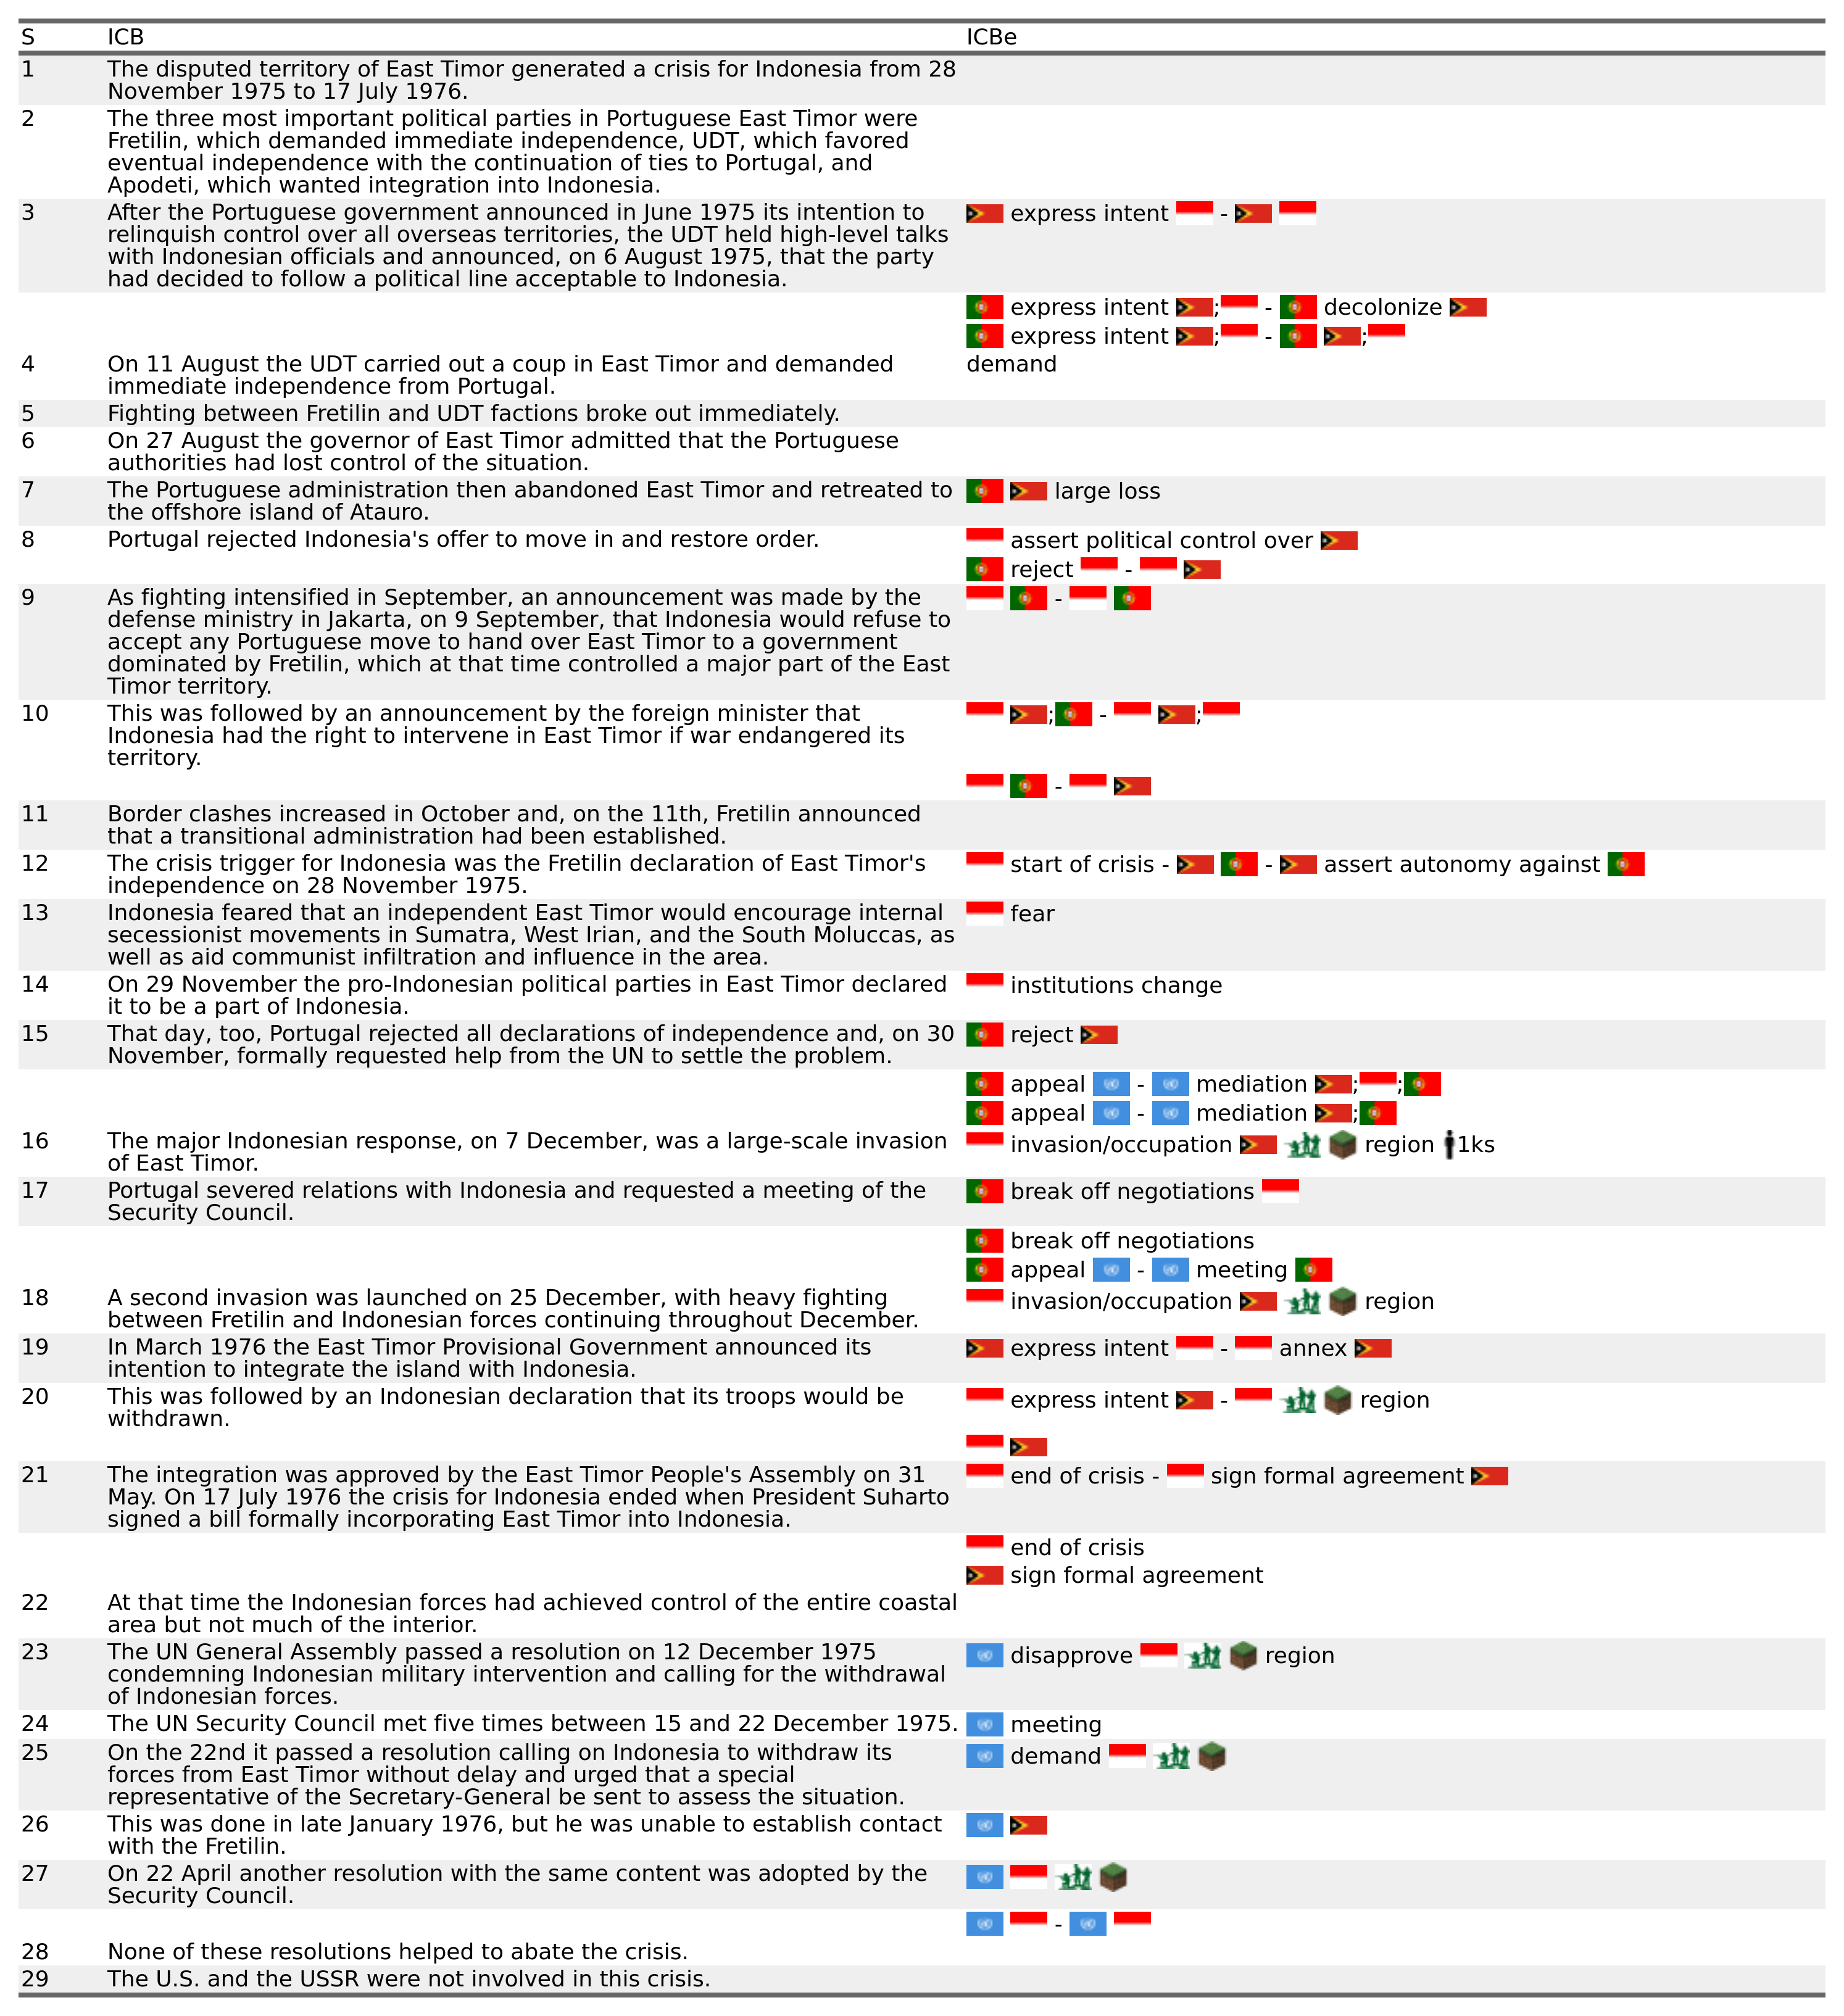 S ICB ICBe
1 The disputed territory of East Timor generated a crisis for Indonesia from 28
November 1975 to 17 July 1976.
2 The three most important political parties in Portuguese East Timor were
Fretilin, which demanded immediate independence, UDT, which favored
eventual independence with the continuation of ties to Portugal, and
Apodeti, which wanted integration into Indonesia.
3 After the Portuguese government announced in June 1975 its intention to express intent -
relinquish control over all overseas territories, the UDT held high-level talks
with Indonesian officials and announced, on 6 August 1975, that the party
had decided to follow a political line acceptable to Indonesia.
express intent ; - decolonize
express intent ; - ;
4 On 11 August the UDT carried out a coup in East Timor and demanded demand
immediate independence from Portugal.
5 Fighting between Fretilin and UDT factions broke out immediately.
6 On 27 August the governor of East Timor admitted that the Portuguese
authorities had lost control of the situation.
7 The Portuguese administration then abandoned East Timor and retreated to large loss
the offshore island of Atauro.
8 Portugal rejected Indonesia's offer to move in and restore order. assert political control over
reject -
9 As fighting intensified in September, an announcement was made by the -
defense ministry in Jakarta, on 9 September, that Indonesia would refuse to
accept any Portuguese move to hand over East Timor to a government
dominated by Fretilin, which at that time controlled a major part of the East
Timor territory.
10 This was followed by an announcement by the foreign minister that ; - ;
Indonesia had the right to intervene in East Timor if war endangered its
territory.
-
11 Border clashes increased in October and, on the 11th, Fretilin announced
that a transitional administration had been established.
12 The crisis trigger for Indonesia was the Fretilin declaration of East Timor's start of crisis - - assert autonomy against
independence on 28 November 1975.
13 Indonesia feared that an independent East Timor would encourage internal fear
secessionist movements in Sumatra, West Irian, and the South Moluccas, as
well as aid communist infiltration and influence in the area.
14 On 29 November the pro-Indonesian political parties in East Timor declared institutions change
it to be a part of Indonesia.
15 That day, too, Portugal rejected all declarations of independence and, on 30 reject
November, formally requested help from the UN to settle the problem.
appeal - mediation ; ;
appeal - mediation ;
16 The major Indonesian response, on 7 December, was a large-scale invasion invasion/occupation region 1ks
of East Timor.
17 Portugal severed relations with Indonesia and requested a meeting of the break off negotiations
Security Council.
break off negotiations
appeal - meeting
18 A second invasion was launched on 25 December, with heavy fighting invasion/occupation region
between Fretilin and Indonesian forces continuing throughout December.
19 In March 1976 the East Timor Provisional Government announced its express intent - annex
intention to integrate the island with Indonesia.
20 This was followed by an Indonesian declaration that its troops would be express intent - region
withdrawn.
21 The integration was approved by the East Timor People's Assembly on 31 end of crisis - sign formal agreement
May. On 17 July 1976 the crisis for Indonesia ended when President Suharto
signed a bill formally incorporating East Timor into Indonesia.
end of crisis
sign formal agreement
22 At that time the Indonesian forces had achieved control of the entire coastal
area but not much of the interior.
23 The UN General Assembly passed a resolution on 12 December 1975 disapprove region
condemning Indonesian military intervention and calling for the withdrawal
of Indonesian forces.
24 The UN Security Council met five times between 15 and 22 December 1975. meeting
25 On the 22nd it passed a resolution calling on Indonesia to withdraw its demand
forces from East Timor without delay and urged that a special
representative of the Secretary-General be sent to assess the situation.
26 This was done in late January 1976, but he was unable to establish contact
with the Fretilin.
27 On 22 April another resolution with the same content was adopted by the
Security Council.
-
28 None of these resolutions helped to abate the crisis.
29 The U.S. and the USSR were not involved in this crisis.